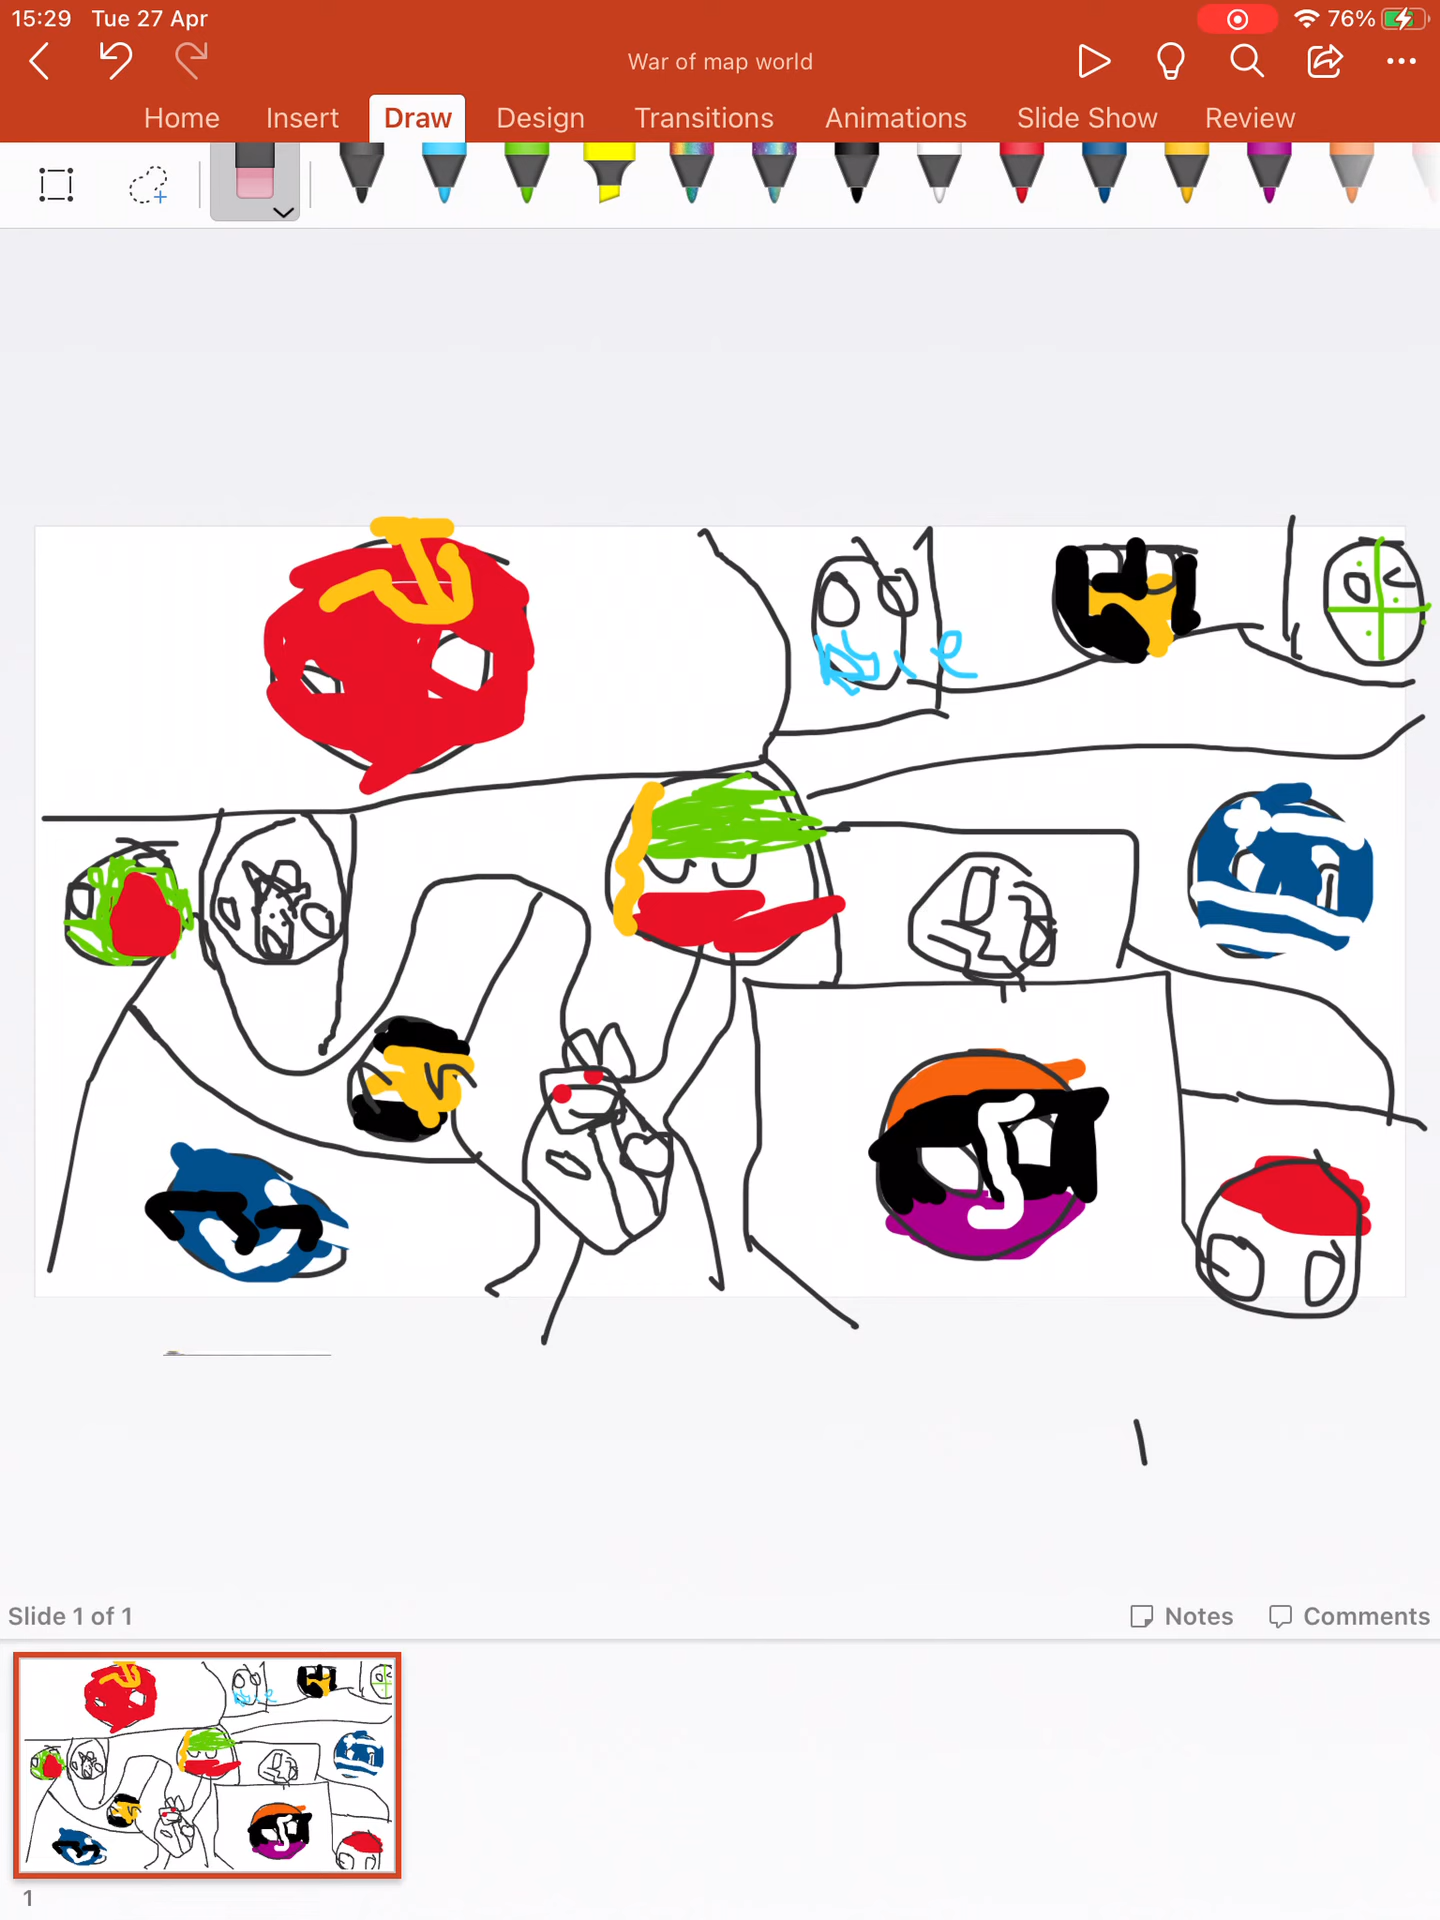 15:29 Tue 27 Apr 76%
War of map world
Home Insert Draw Design Transitions Animations Slide Show Review
Slide 1 of 1 Notes Comments
1